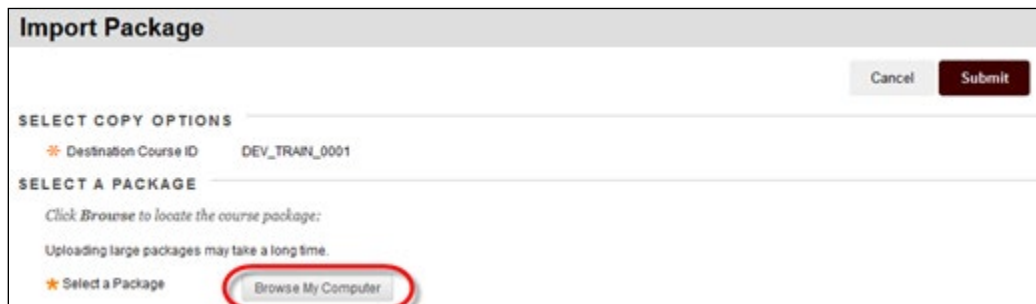 Import Package
Cancel Submit
SELECT COPY OPTIONS
Destination Course ID DEV_TRAIN_0001
SELECT A PACKAGE
Click Browse to locate the course package:
Uploading large packages may take a long time.
Select a Package Browse My Computer